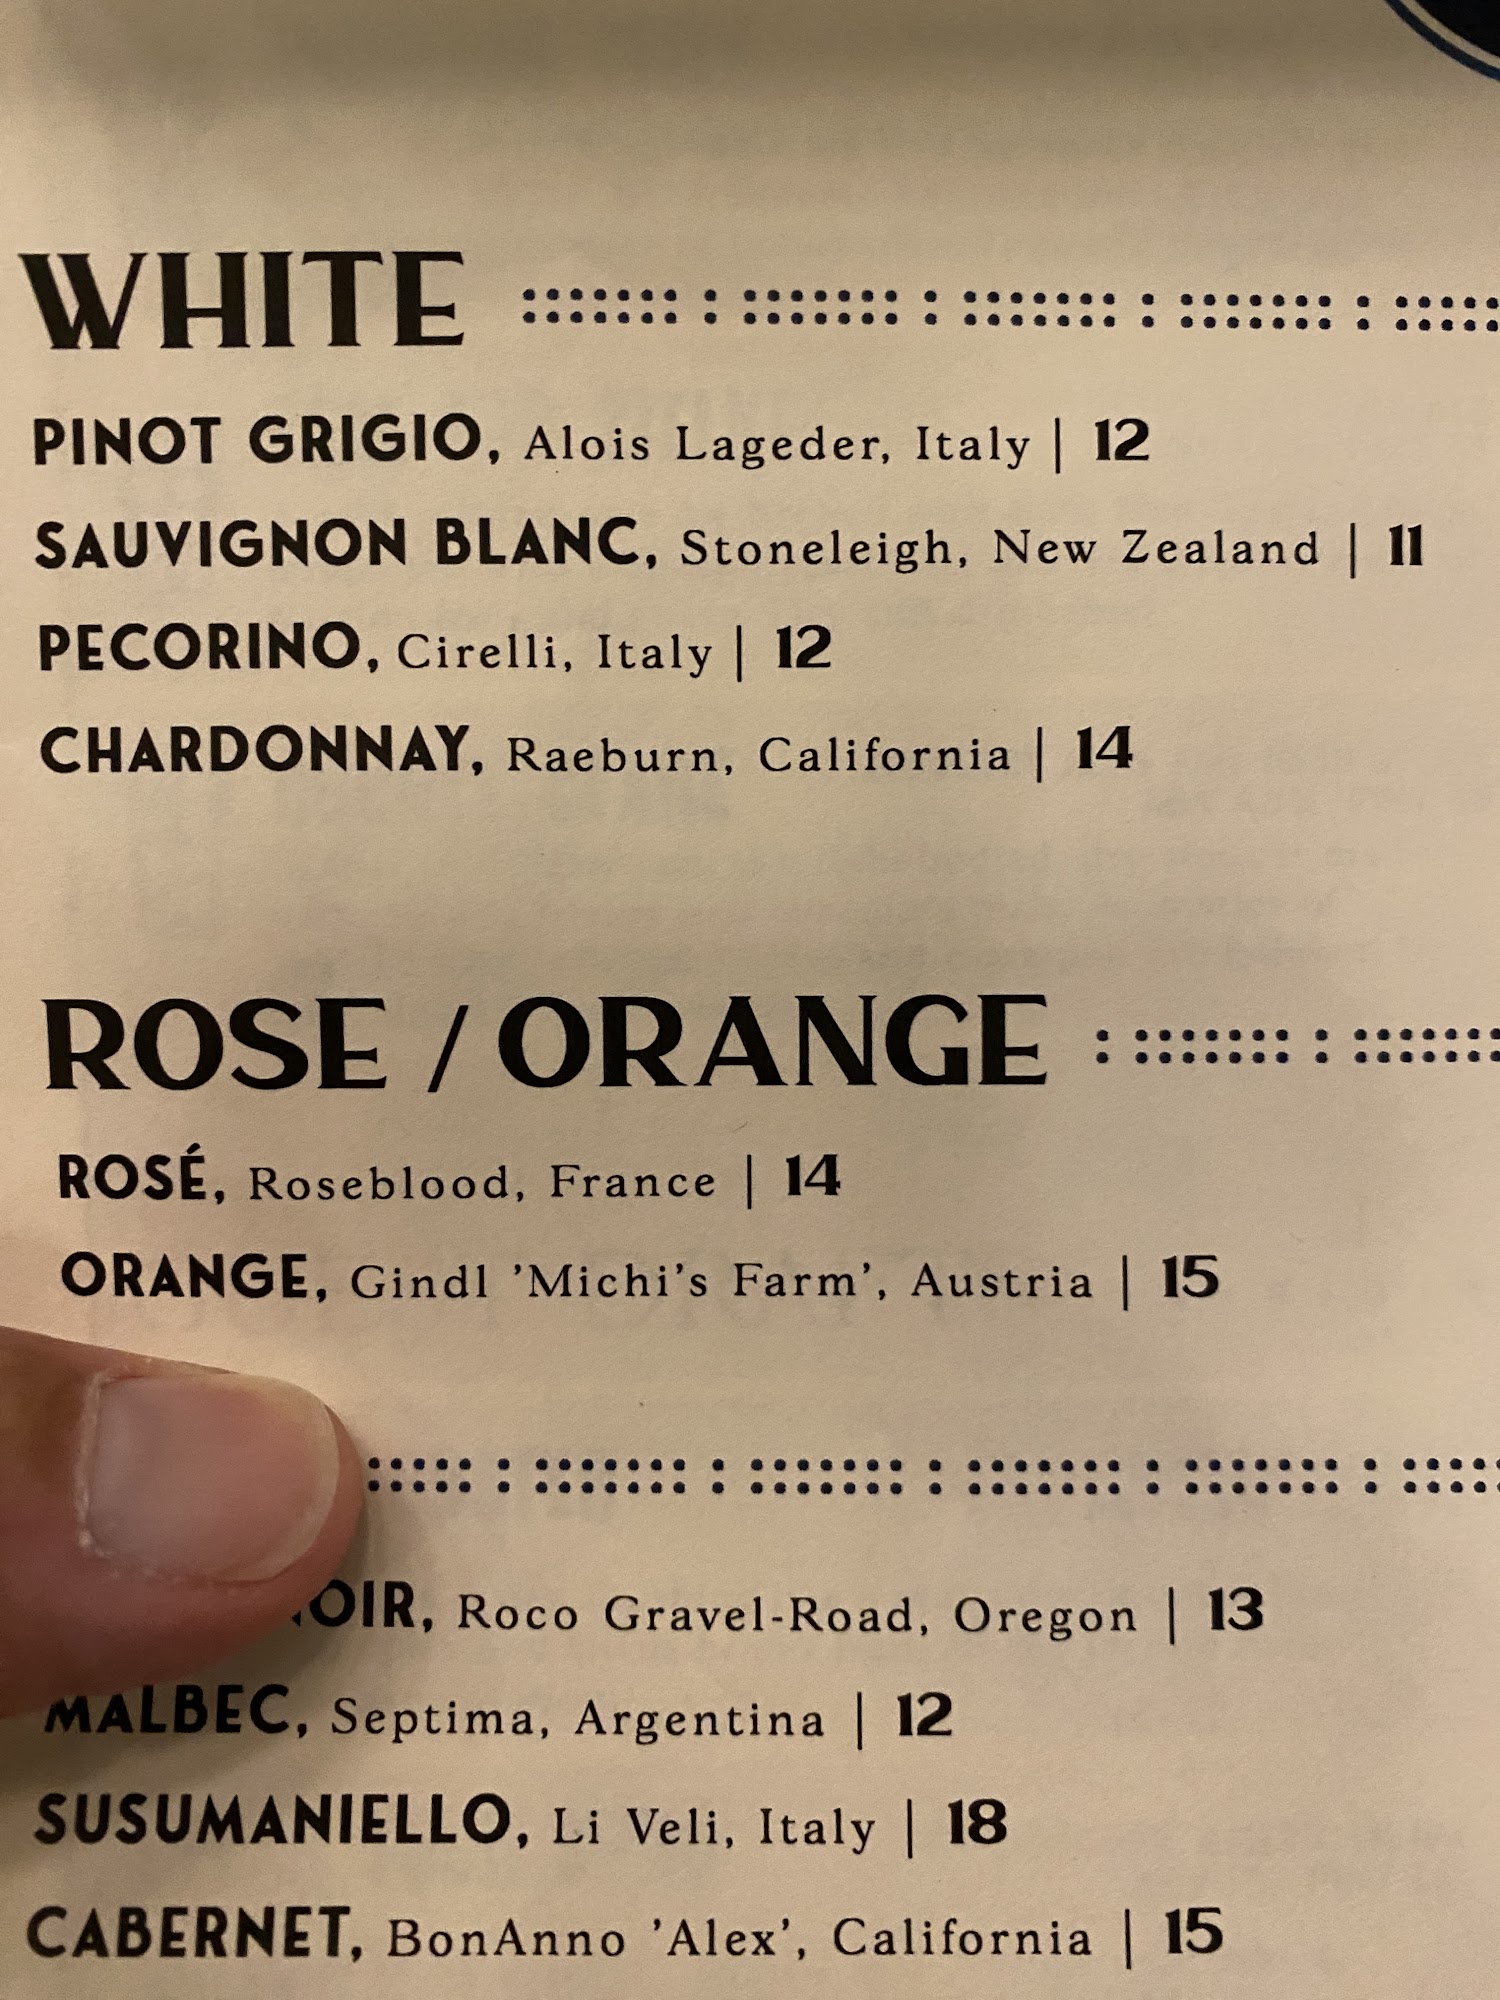 WHITE
PINOT GRIGIO, Alois Lageder, Italy | 12
SAUVIGNON BLANC, Stoneleigh, New Zealand | 11
PECORINO, Cirelli, Italy | 12
CHARDONNAY, Raeburn, California | 14
ROSE / ORANGE
ROSÉ, Roseblood, France | 14
ORANGE, Gindl 'Michi's Farm', Austria | 15
Roco Gravel-Road, Oregon | 13
MALBEC, Septima, Argentina | 12
SUSUMANIELLO, Li Veli, Italy | 18
CABERNET, BonAnno 'Alex', California | 15